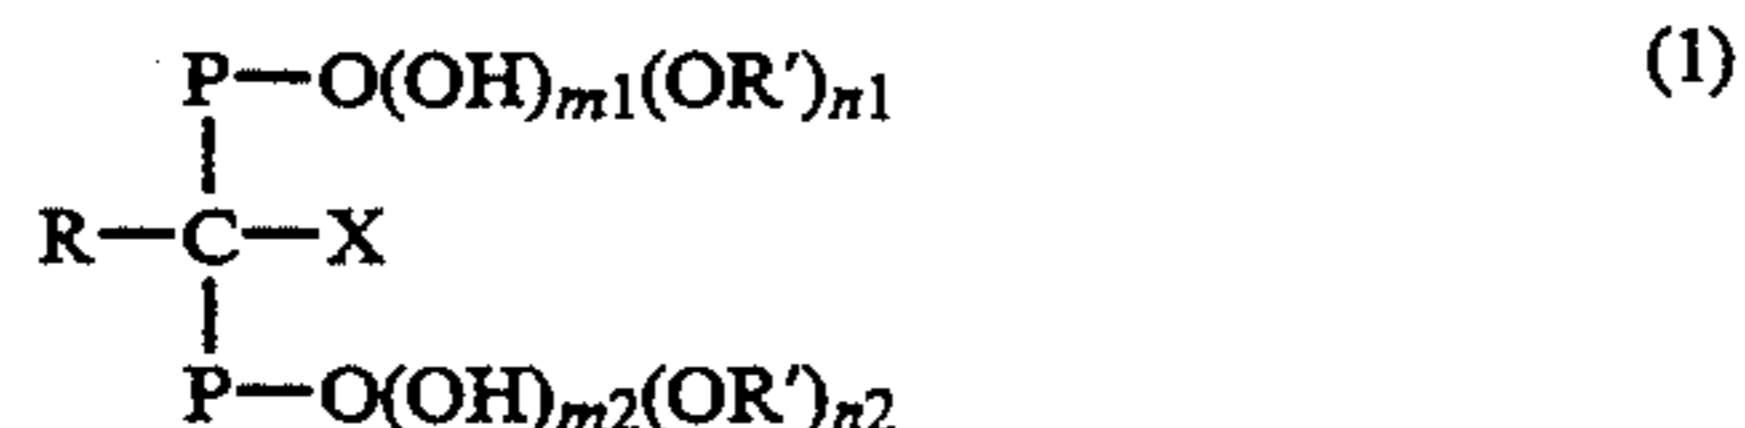 P—O(OH)m1(OR′)n1 (1)
R—C—X
P—O(OH)m2(OR′)n2